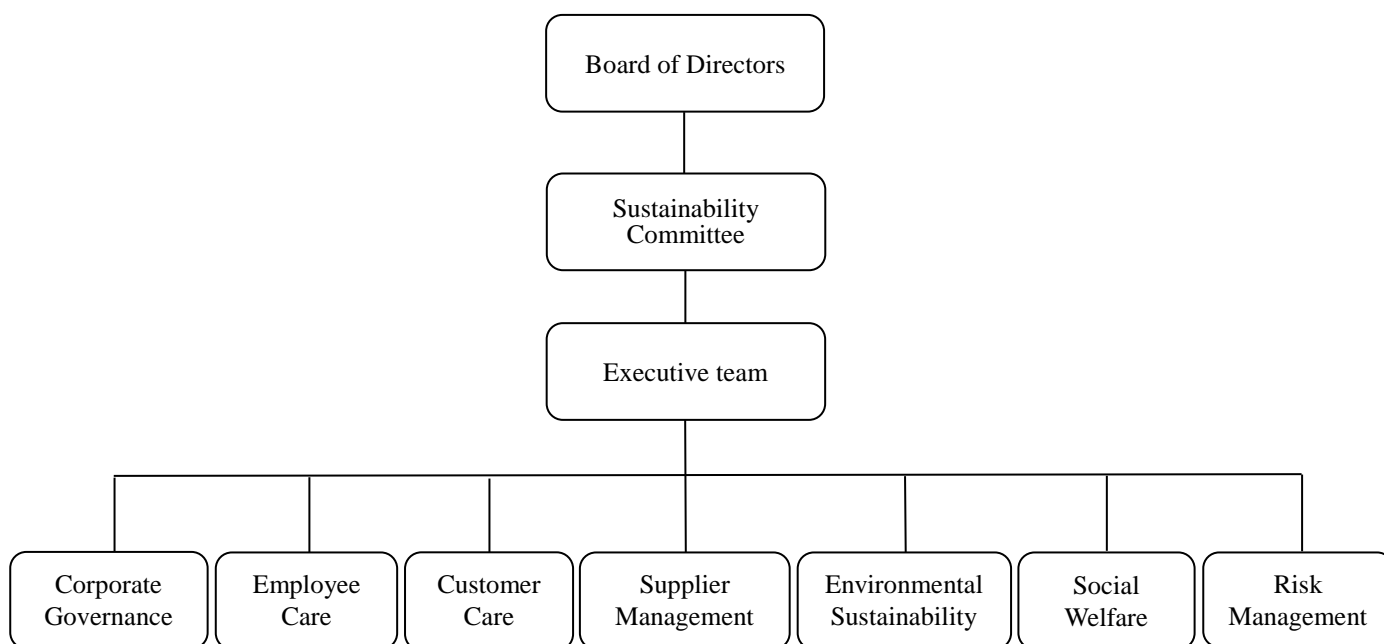 Board of Directors
Sustainability
Committee
Executive team
Corporate
Governance
Employee
Care
Customer
Care
Supplier
Management
Environmental
Sustainability
Social
Welfare
Risk
Management